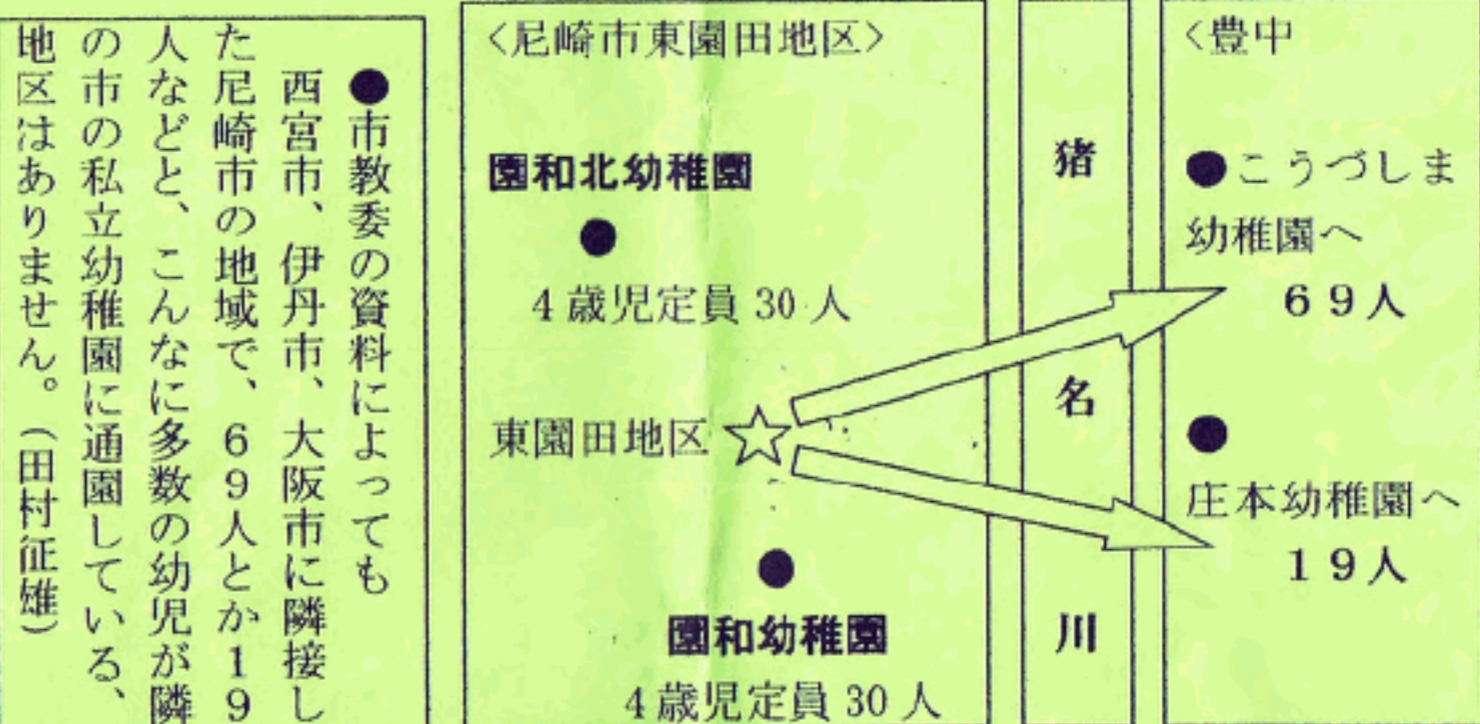 ●市教委の資料によっても
西宮市、伊丹市、大阪市に隣接し
た尼崎市の地域で、69人とか19
人などと、こんなに多数の幼児が隣
の市の私立幼稚園に通園している、
地区はありません。(田村征雄)
<尼崎市東園田地区>
園和北幼稚園
●
4歳児定員30人
東園田地区☆
●
園和幼稚園
4歳児定員30人
猪名川
<豊中
●こうづしま
幼稚園へ
69人
●
庄本幼稚園へ
19人